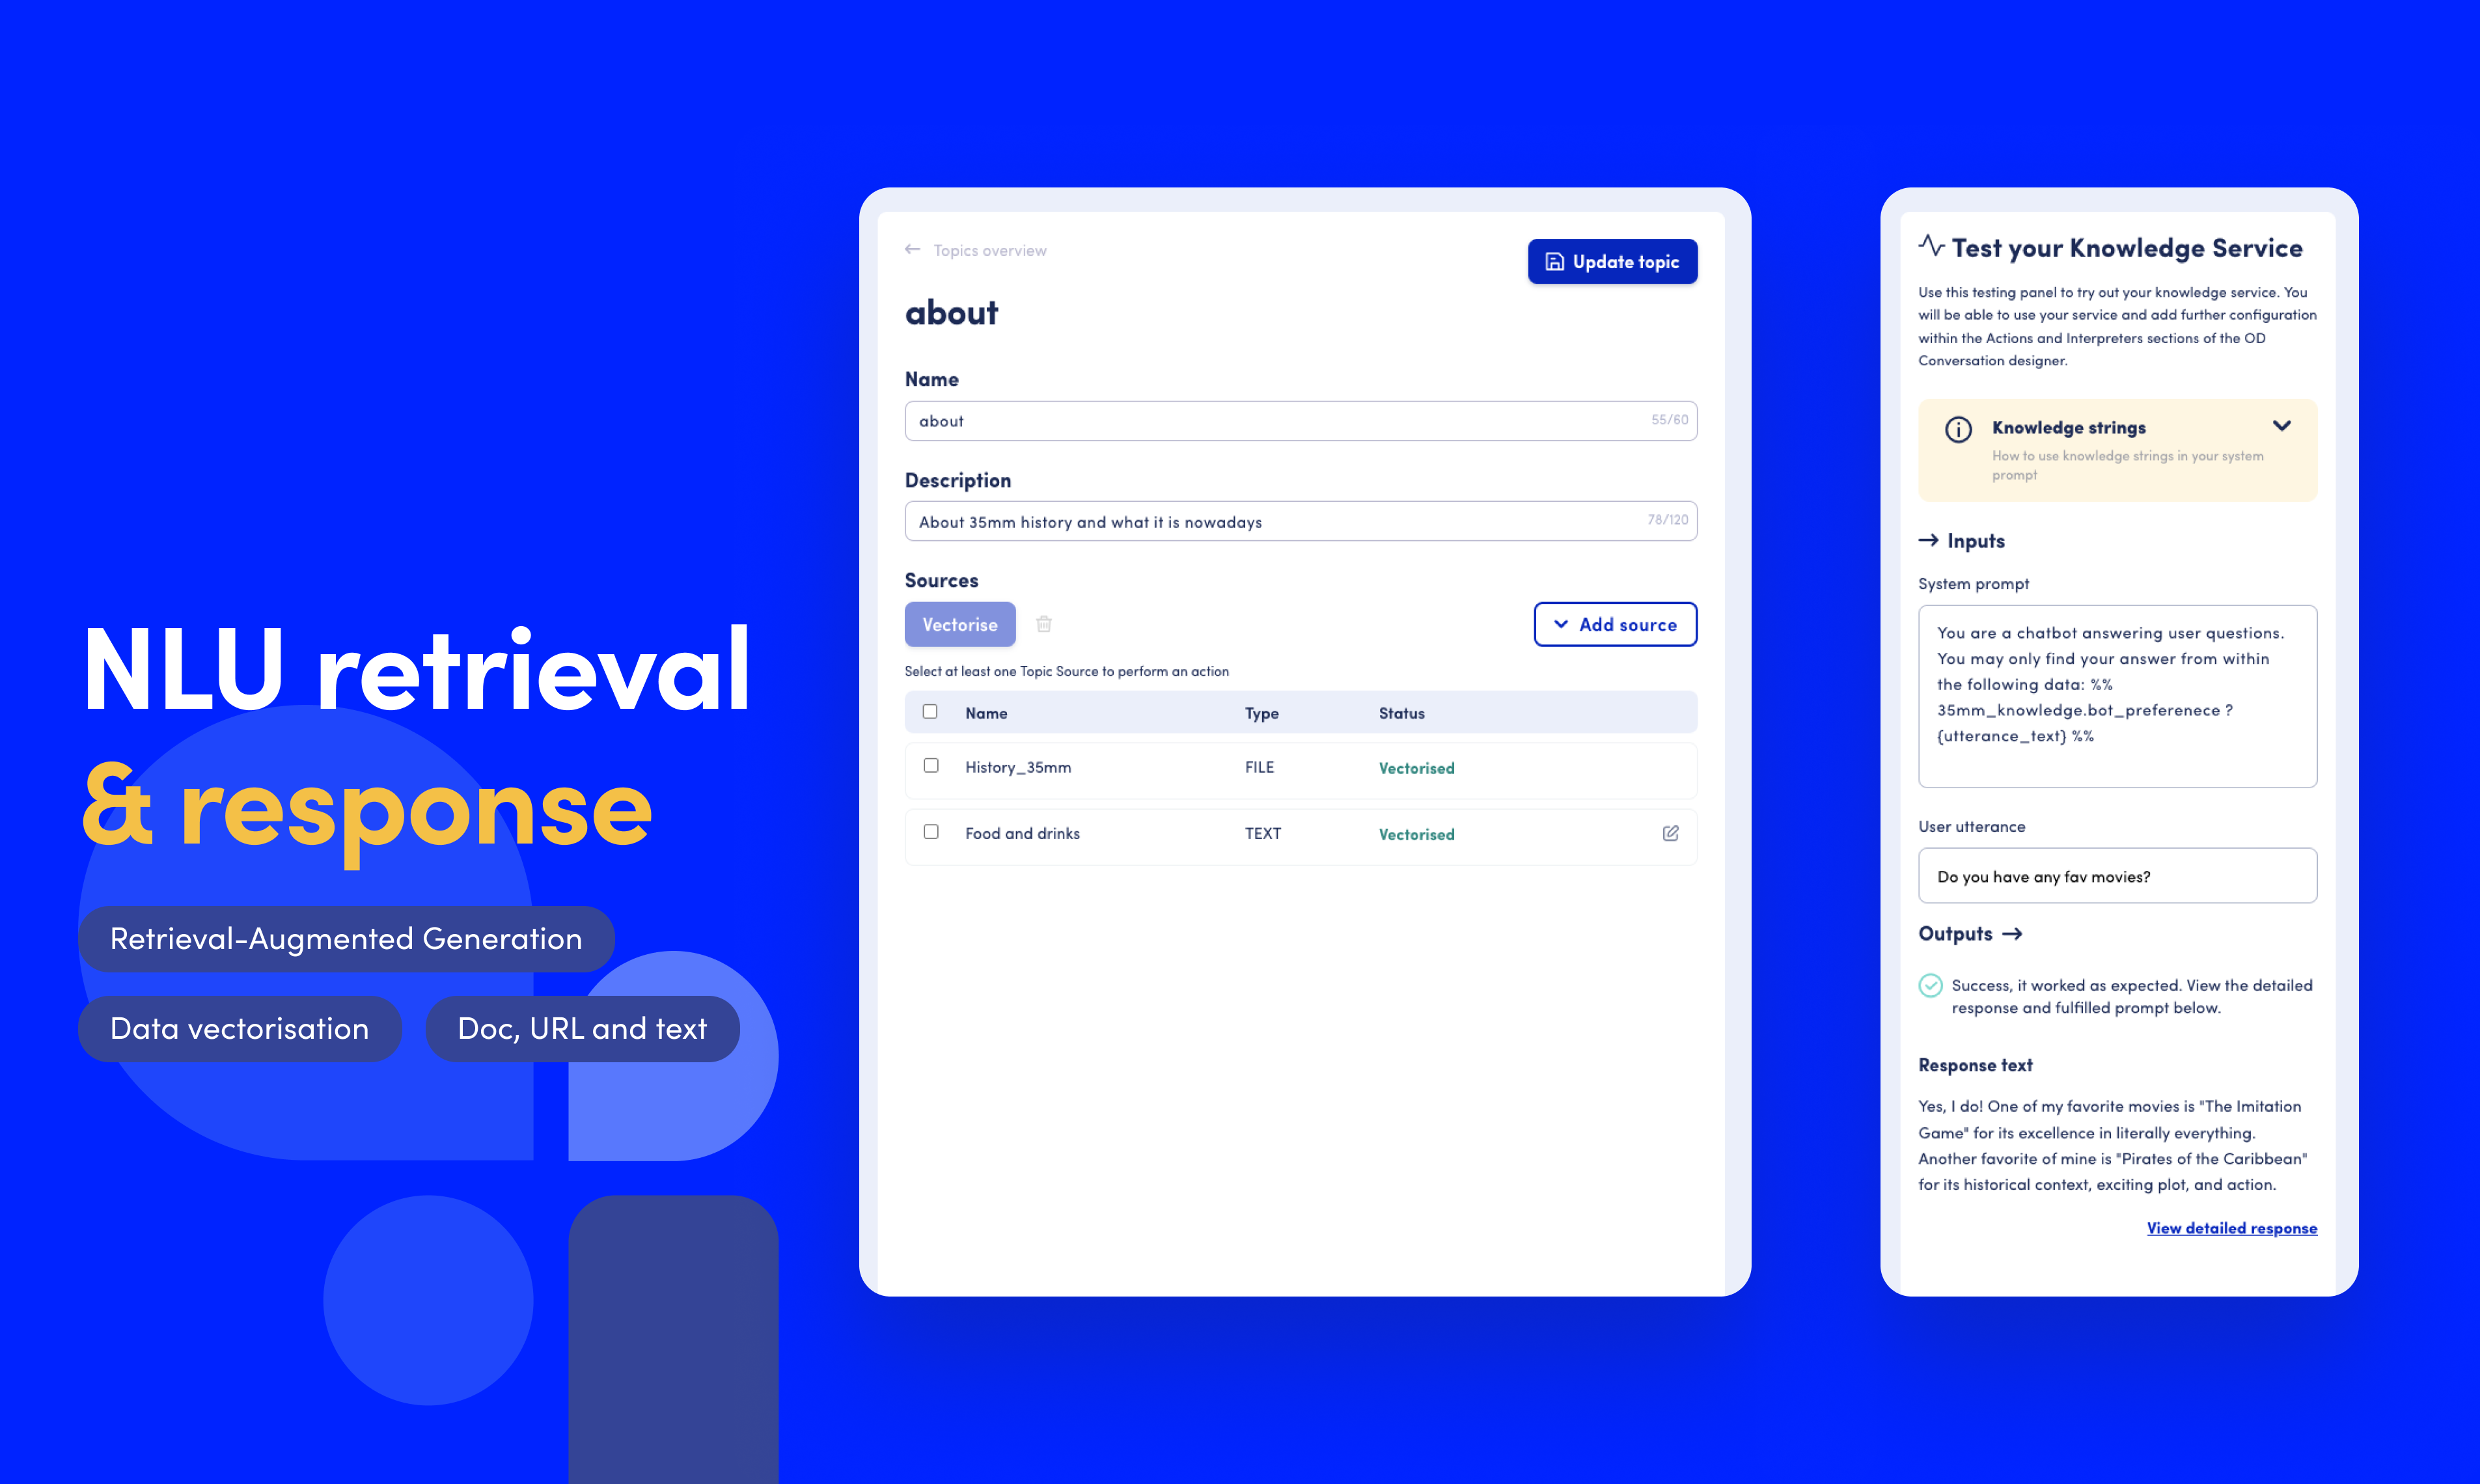 NLU retrieval
& response
Retrieval-Augmented Generation
Data vectorisation
Doc, URL and text
Topics overview
Update topic
about
Name
about
55/60
Description
About 35mm history and what it is nowadays
78/120
Sources
Vectorise
Add source
Select at least one Topic Source to perform an action
Name Type Status
History_35mm FILE Vectorised
Food and drinks TEXT Vectorised
Test your Knowledge Service
Use this testing panel to try out your knowledge service. You
will be able to use your service and add further configuration
within the Actions and Interpreters sections of the OD
Conversation designer.
Knowledge strings
How to use knowledge strings in your system
prompt
Inputs
System prompt
You are a chatbot answering user questions.
You may only find your answer from within
the following data: %%
35mm_knowledge.bot_preferenece ?
{utterance_text} %%
User utterance
Do you have any fav movies?
Outputs
Success, it worked as expected. View the detailed
response and fulfilled prompt below.
Response text
Yes, I do! One of my favorite movies is "The Imitation
Game" for its excellence in literally everything.
Another favorite of mine is "Pirates of the Caribbean"
for its historical context, exciting plot, and action.
View detailed response